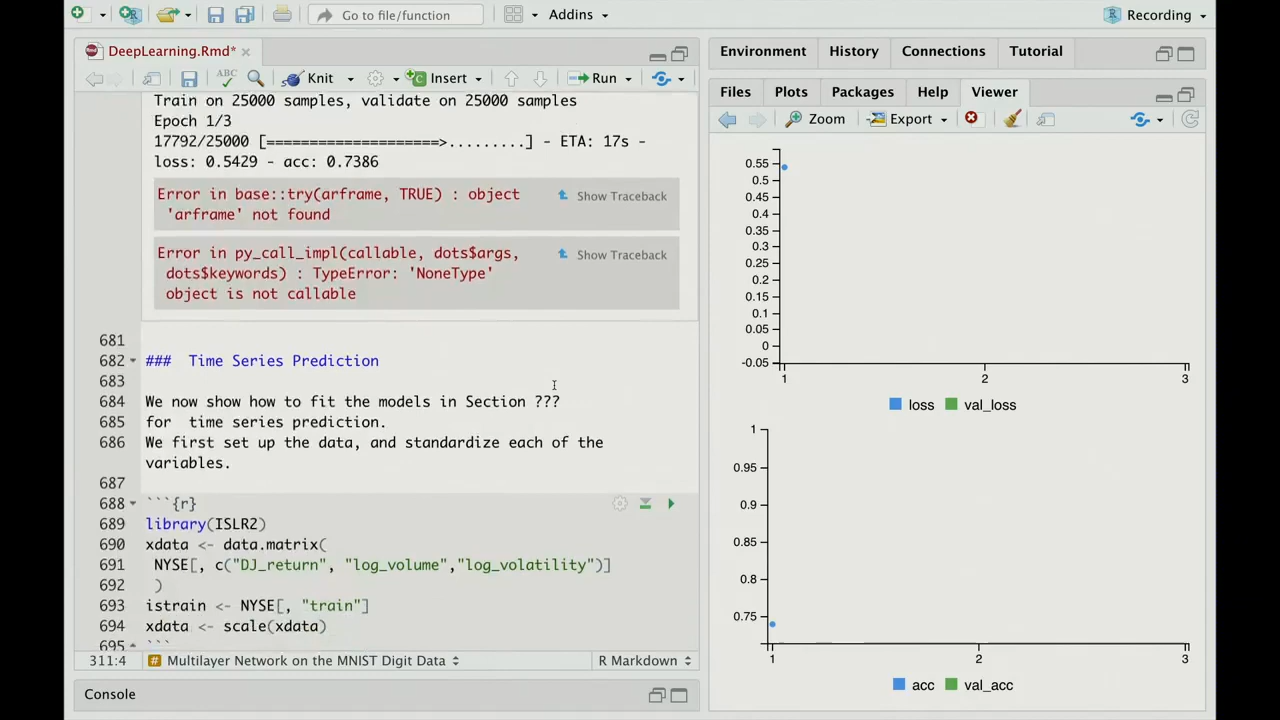 Go to file/function
Addins
Recording
DeepLearning.Rmd*
ABC
Knit
Insert
Run
Train on 25000 samples, validate on 25000 samples
Epoch 1/3
17792/25000 [====================>.........] - ETA: 17s -
loss: 0.5429 - acc: 0.7386
Error in base::try(arframe, TRUE) : object
'arframe' not found
Show Traceback
Error in py_call_impl(callable, dots$args,
dots$keywords) : TypeError: 'NoneType'
object is not callable
Show Traceback
681
682 ###  Time Series Prediction
683
684 We now show how to fit the models in Section ???
685 for  time series prediction.
686 We first set up the data, and standardize each of the
variables.
687
688 ```{r}
689 library(ISLR2)
690 xdata <- data.matrix(
691  NYSE[, c("DJ_return", "log_volume","log_volatility")]
692  )
693 istrain <- NYSE[, "train"]
694 xdata <- scale(xdata)
695 ```
311:4
# Multilayer Network on the MNIST Digit Data
R Markdown
Console
Environment History Connections Tutorial
Files Plots Packages Help Viewer
Zoom Export
0.55
0.5
0.45
0.4
0.35
0.3
0.25
0.2
0.15
0.1
0.05
0
-0.05
1 2 3
loss val_loss
1
0.95
0.9
0.85
0.8
0.75
1 2 3
acc val_acc